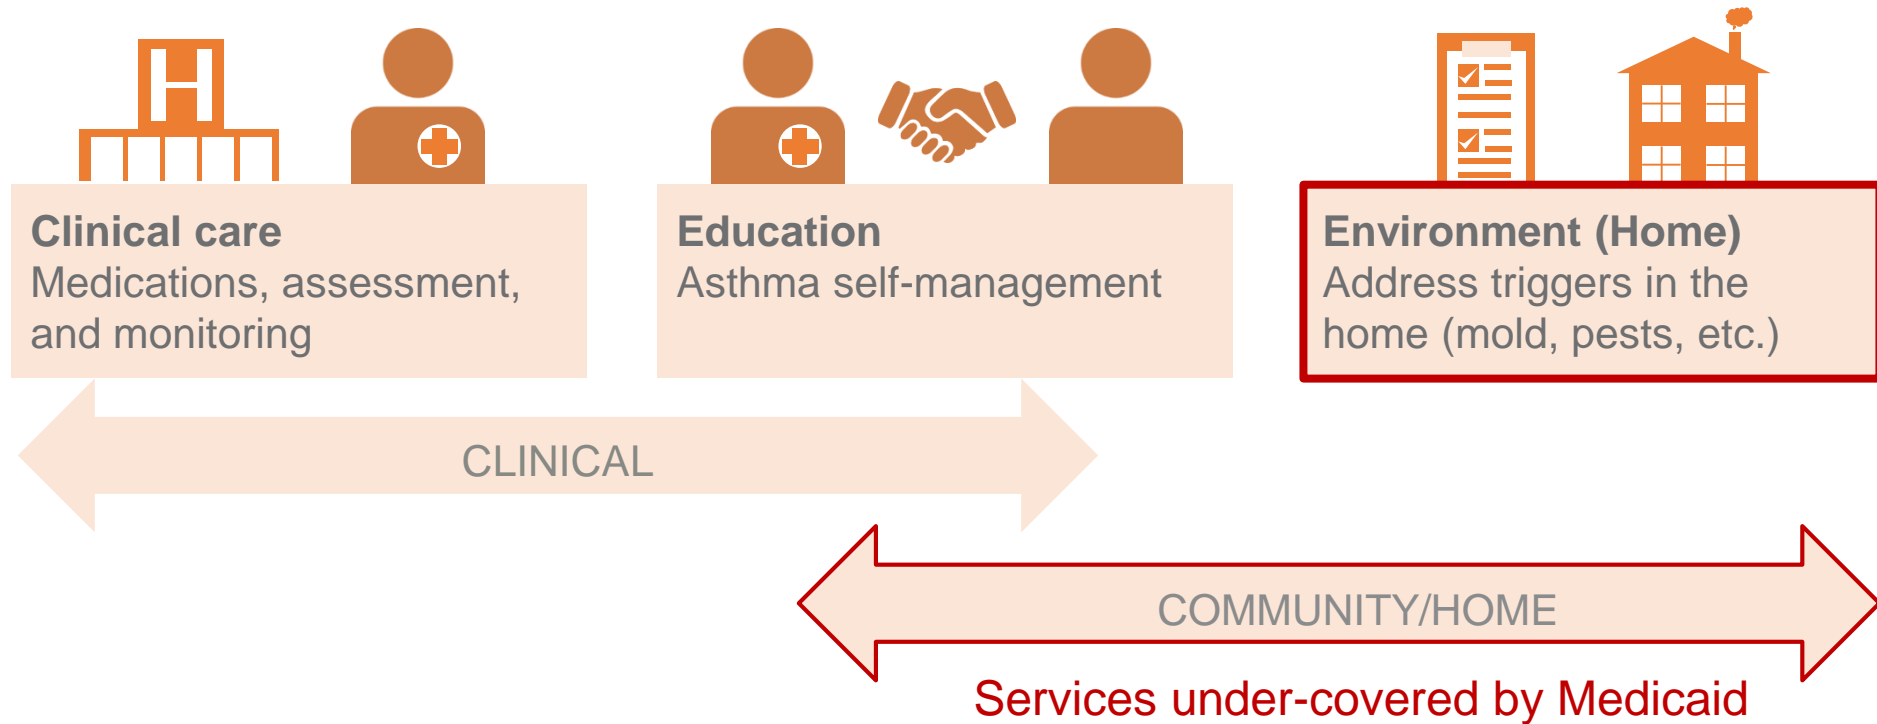 H
Clinical care
Medications, assessment,
and monitoring
Education
Asthma self-management
Environment (Home)
Address triggers in the
home (mold, pests, etc.)
CLINICAL
COMMUNITY/HOME
Services under-covered by Medicaid